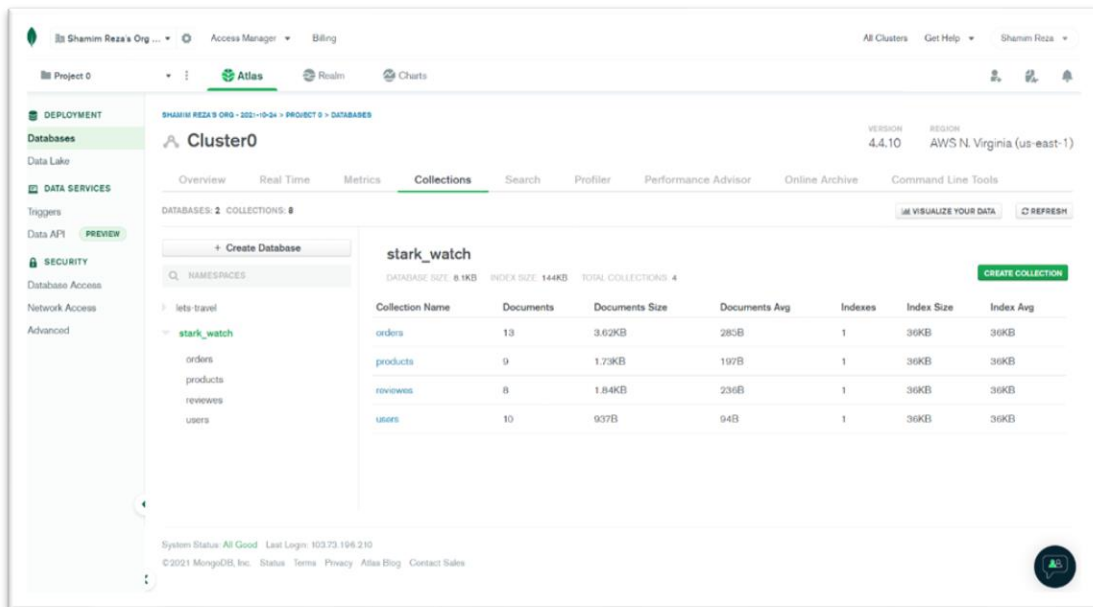 Shamim Reza's Org ... Access Manager Billing All Clusters Get Help Shamim Reza
Project 0 Atlas Realm Charts
DEPLOYMENT
Databases
Data Lake
DATA SERVICES
Triggers
Data API PREVIEW
SECURITY
Database Access
Network Access
Advanced
SHAMIM REZA'S ORG - 2021-10-24 > PROJECT 0 > DATABASES
Cluster0
VERSION REGION
4.4.10 AWS N. Virginia (us-east-1)
Overview Real Time Metrics Collections Search Profiler Performance Advisor Online Archive Command Line Tools
DATABASES: 2 COLLECTIONS: 8 VISUALIZE YOUR DATA REFRESH
+ Create Database
NAMESPACES
lets-travel
stark_watch
orders
products
reviewes
users
stark_watch
DATABASE SIZE: 8.1KB INDEX SIZE: 144KB TOTAL COLLECTIONS: 4 CREATE COLLECTION
Collection Name Documents Documents Size Documents Avg Indexes Index Size Index Avg
orders 13 3.62KB 285B 1 36KB 36KB
products 9 1.73KB 197B 1 36KB 36KB
reviewes 8 1.84KB 236B 1 36KB 36KB
users 10 937B 94B 1 36KB 36KB
System Status: All Good Last Login: 103.73.196.210
©2021 MongoDB, Inc. Status Terms Privacy Atlas Blog Contact Sales